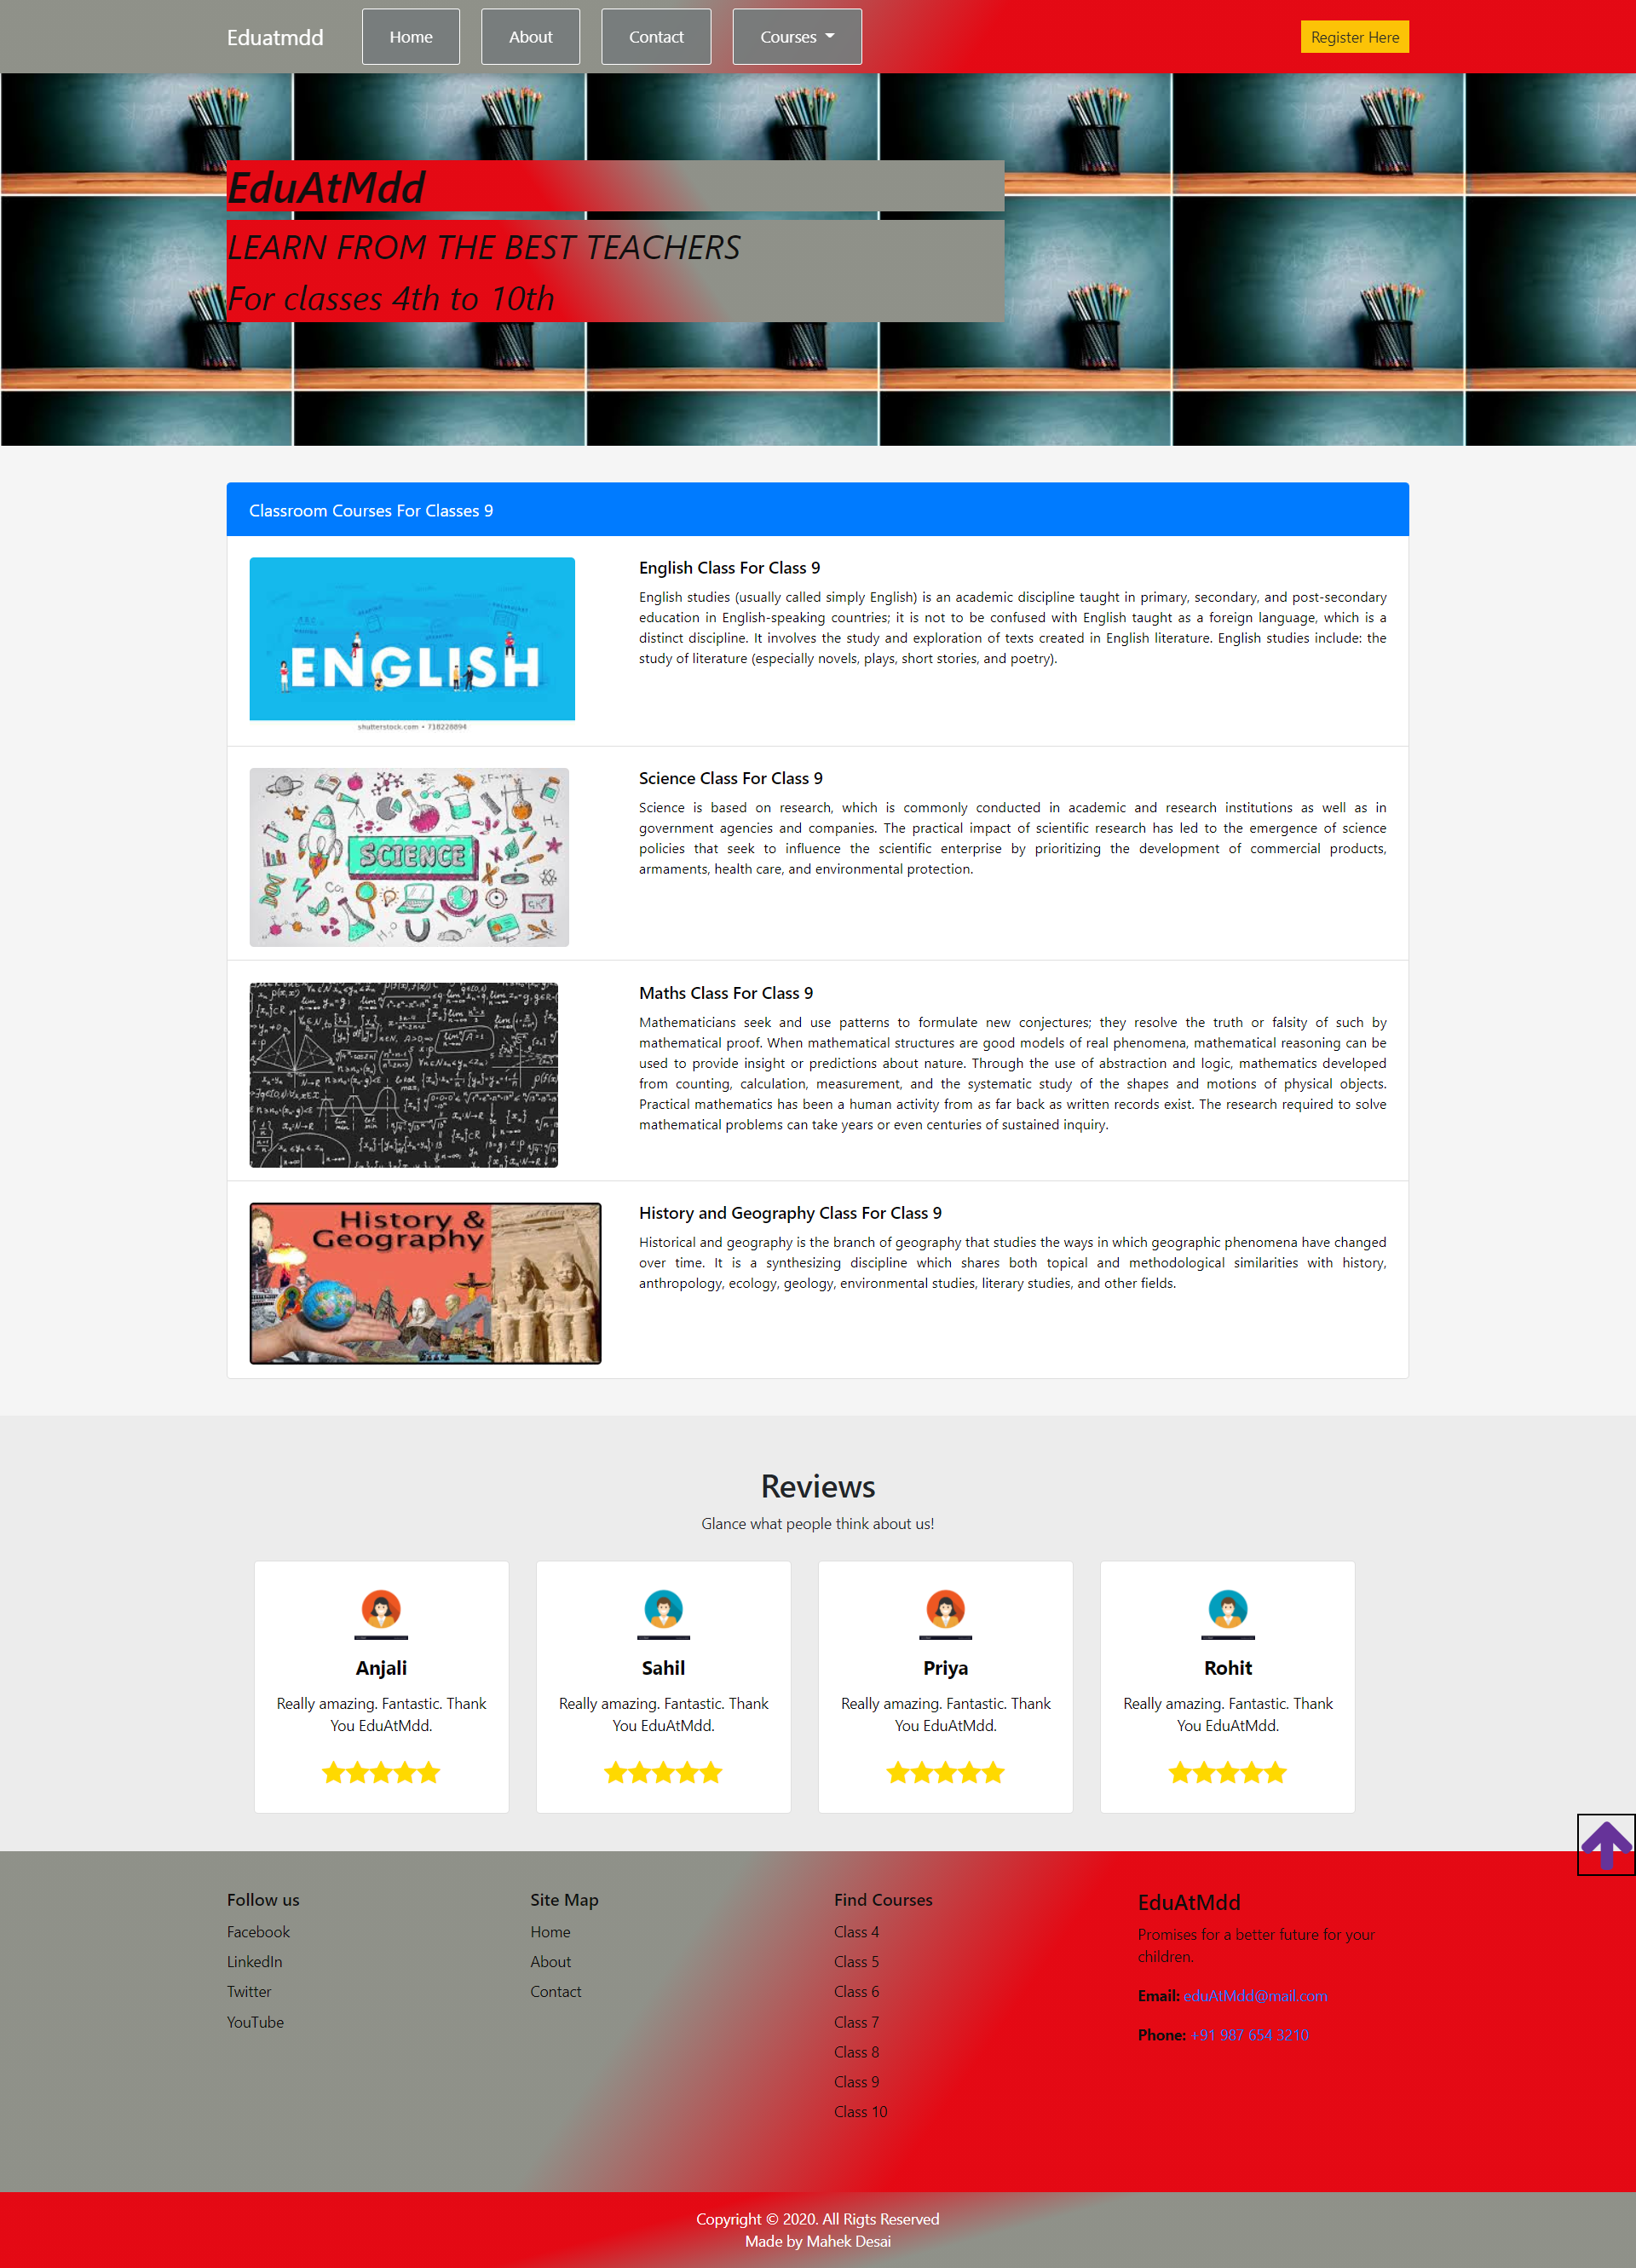 Eduatmdd
Home
About
Contact
Courses
Register Here
EduAtMdd
LEARN FROM THE BEST TEACHERS
For classes 4th to 10th
Classroom Courses For Classes 9
ENGLISH
shutterstock.com • 718228894
English Class For Class 9
English studies (usually called simply English) is an academic discipline taught in primary, secondary, and post-secondary
education in English-speaking countries; it is not to be confused with English taught as a foreign language, which is a
distinct discipline. It involves the study and exploration of texts created in English literature. English studies include: the
study of literature (especially novels, plays, short stories, and poetry).
SCIENCE
Science Class For Class 9
Science is based on research, which is commonly conducted in academic and research institutions as well as in
government agencies and companies. The practical impact of scientific research has led to the emergence of science
policies that seek to influence the scientific enterprise by prioritizing the development of commercial products,
armaments, health care, and environmental protection.
Maths Class For Class 9
Mathematicians seek and use patterns to formulate new conjectures; they resolve the truth or falsity of such by
mathematical proof. When mathematical structures are good models of real phenomena, mathematical reasoning can be
used to provide insight or predictions about nature. Through the use of abstraction and logic, mathematics developed
from counting, calculation, measurement, and the systematic study of the shapes and motions of physical objects.
Practical mathematics has been a human activity from as far back as written records exist. The research required to solve
mathematical problems can take years or even centuries of sustained inquiry.
History &
Geography
History and Geography Class For Class 9
Historical and geography is the branch of geography that studies the ways in which geographic phenomena have changed
over time. It is a synthesizing discipline which shares both topical and methodological similarities with history,
anthropology, ecology, geology, environmental studies, literary studies, and other fields.
Reviews
Glance what people think about us!
Anjali
Really amazing. Fantastic. Thank
You EduAtMdd.
Sahil
Really amazing. Fantastic. Thank
You EduAtMdd.
Priya
Really amazing. Fantastic. Thank
You EduAtMdd.
Rohit
Really amazing. Fantastic. Thank
You EduAtMdd.
Follow us
Facebook
LinkedIn
Twitter
YouTube
Site Map
Home
About
Contact
Find Courses
Class 4
Class 5
Class 6
Class 7
Class 8
Class 9
Class 10
EduAtMdd
Promises for a better future for your
children.
Email: eduAtMdd@mail.com
Phone: +91 987 654 3210
Copyright © 2020. All Rigts Reserved
Made by Mahek Desai